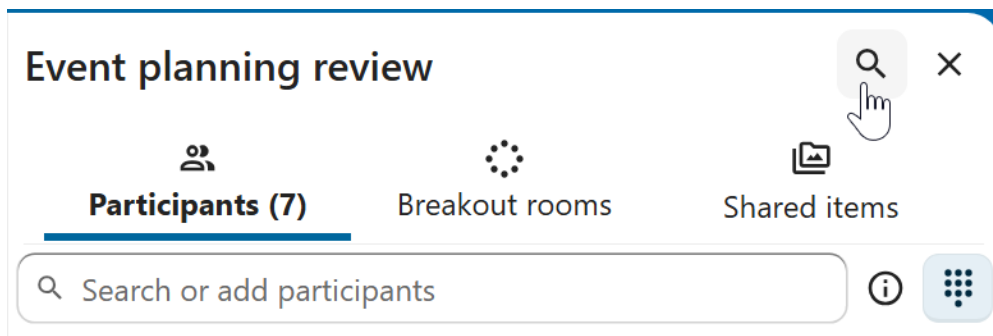 Event planning review
Participants (7)
Breakout rooms
Shared items
Search or add participants